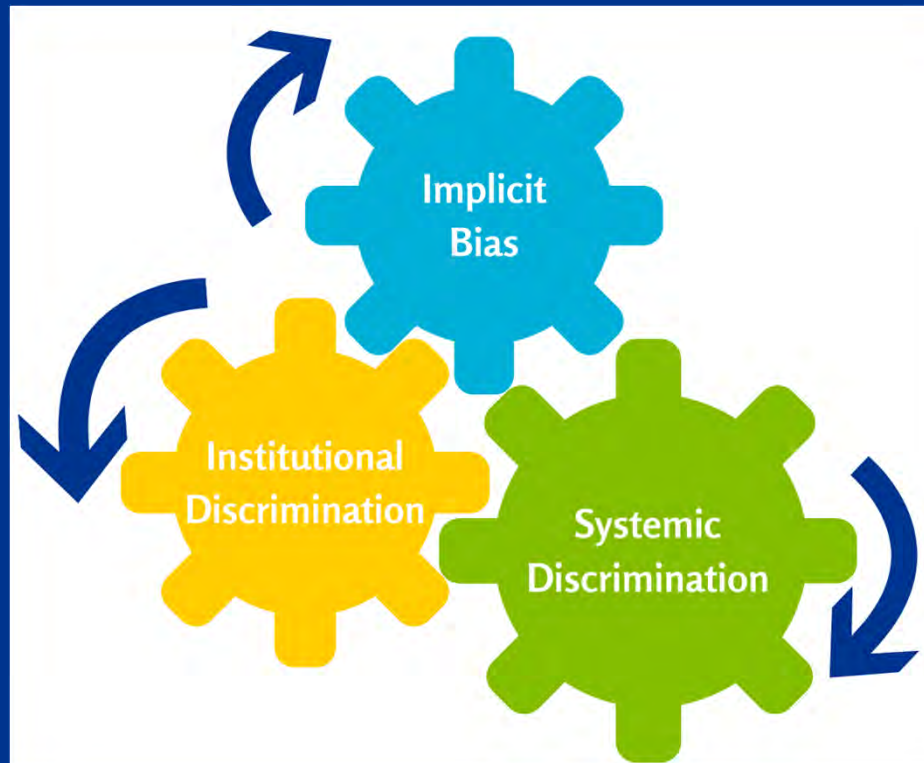 Implicit
Bias
Institutional
Discrimination
Systemic
Discrimination